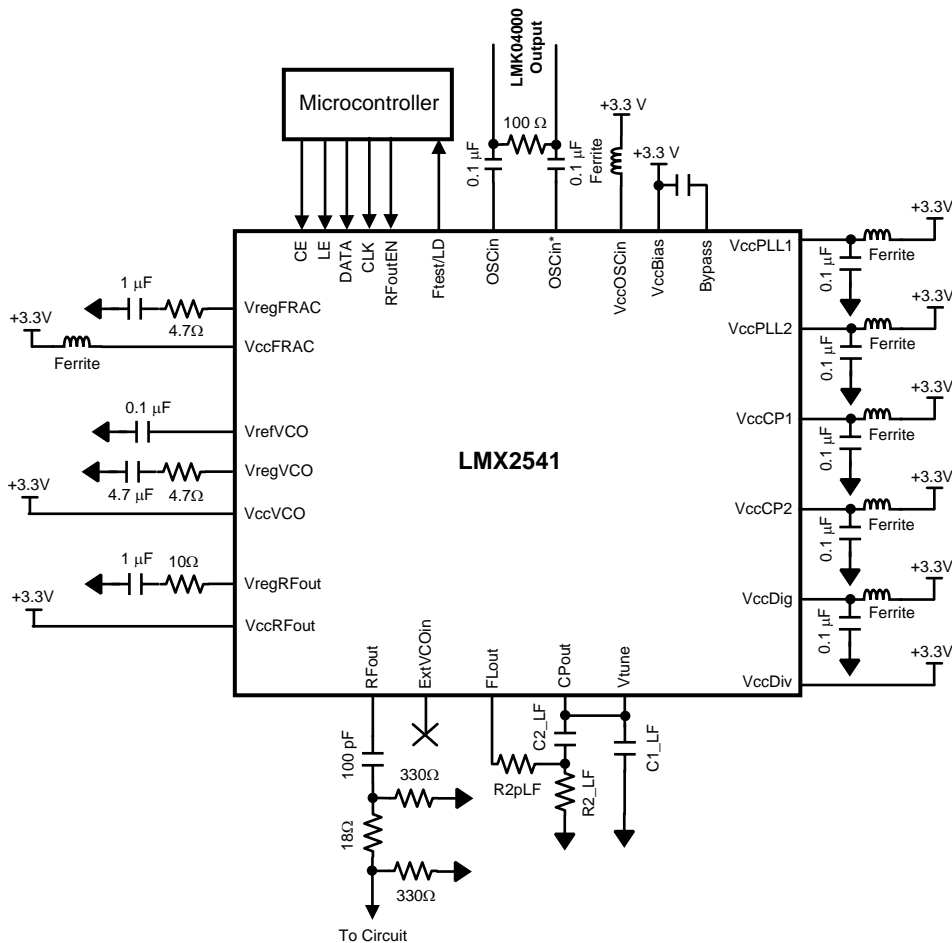 LMK04000
Output
Microcontroller
100 Ω
0.1 µF
0.1 µF
+3.3 V
Ferrite
+3.3 V
CE
LE
DATA
CLK
RFoutEN
Ftest/LD
OSCin
OSCin*
VccOSCin
VccBias
Bypass
1 µF
4.7Ω
VregFRAC
+3.3V
Ferrite
VccFRAC
0.1 µF
VrefVCO
4.7 µF
4.7Ω
VregVCO
+3.3V
VccVCO
1 µF
10Ω
VregRFout
+3.3V
VccRFout
LMX2541
VccPLL1
+3.3V
Ferrite
0.1 µF
VccPLL2
+3.3V
Ferrite
0.1 µF
VccCP1
+3.3V
Ferrite
0.1 µF
VccCP2
+3.3V
Ferrite
0.1 µF
VccDig
+3.3V
Ferrite
0.1 µF
VccDiv
+3.3V
RFout
ExtVCOin
FLout
CPout
Vtune
100 pF
330Ω
18Ω
330Ω
To Circuit
R2pLF
C2_LF
R2_LF
C1_LF